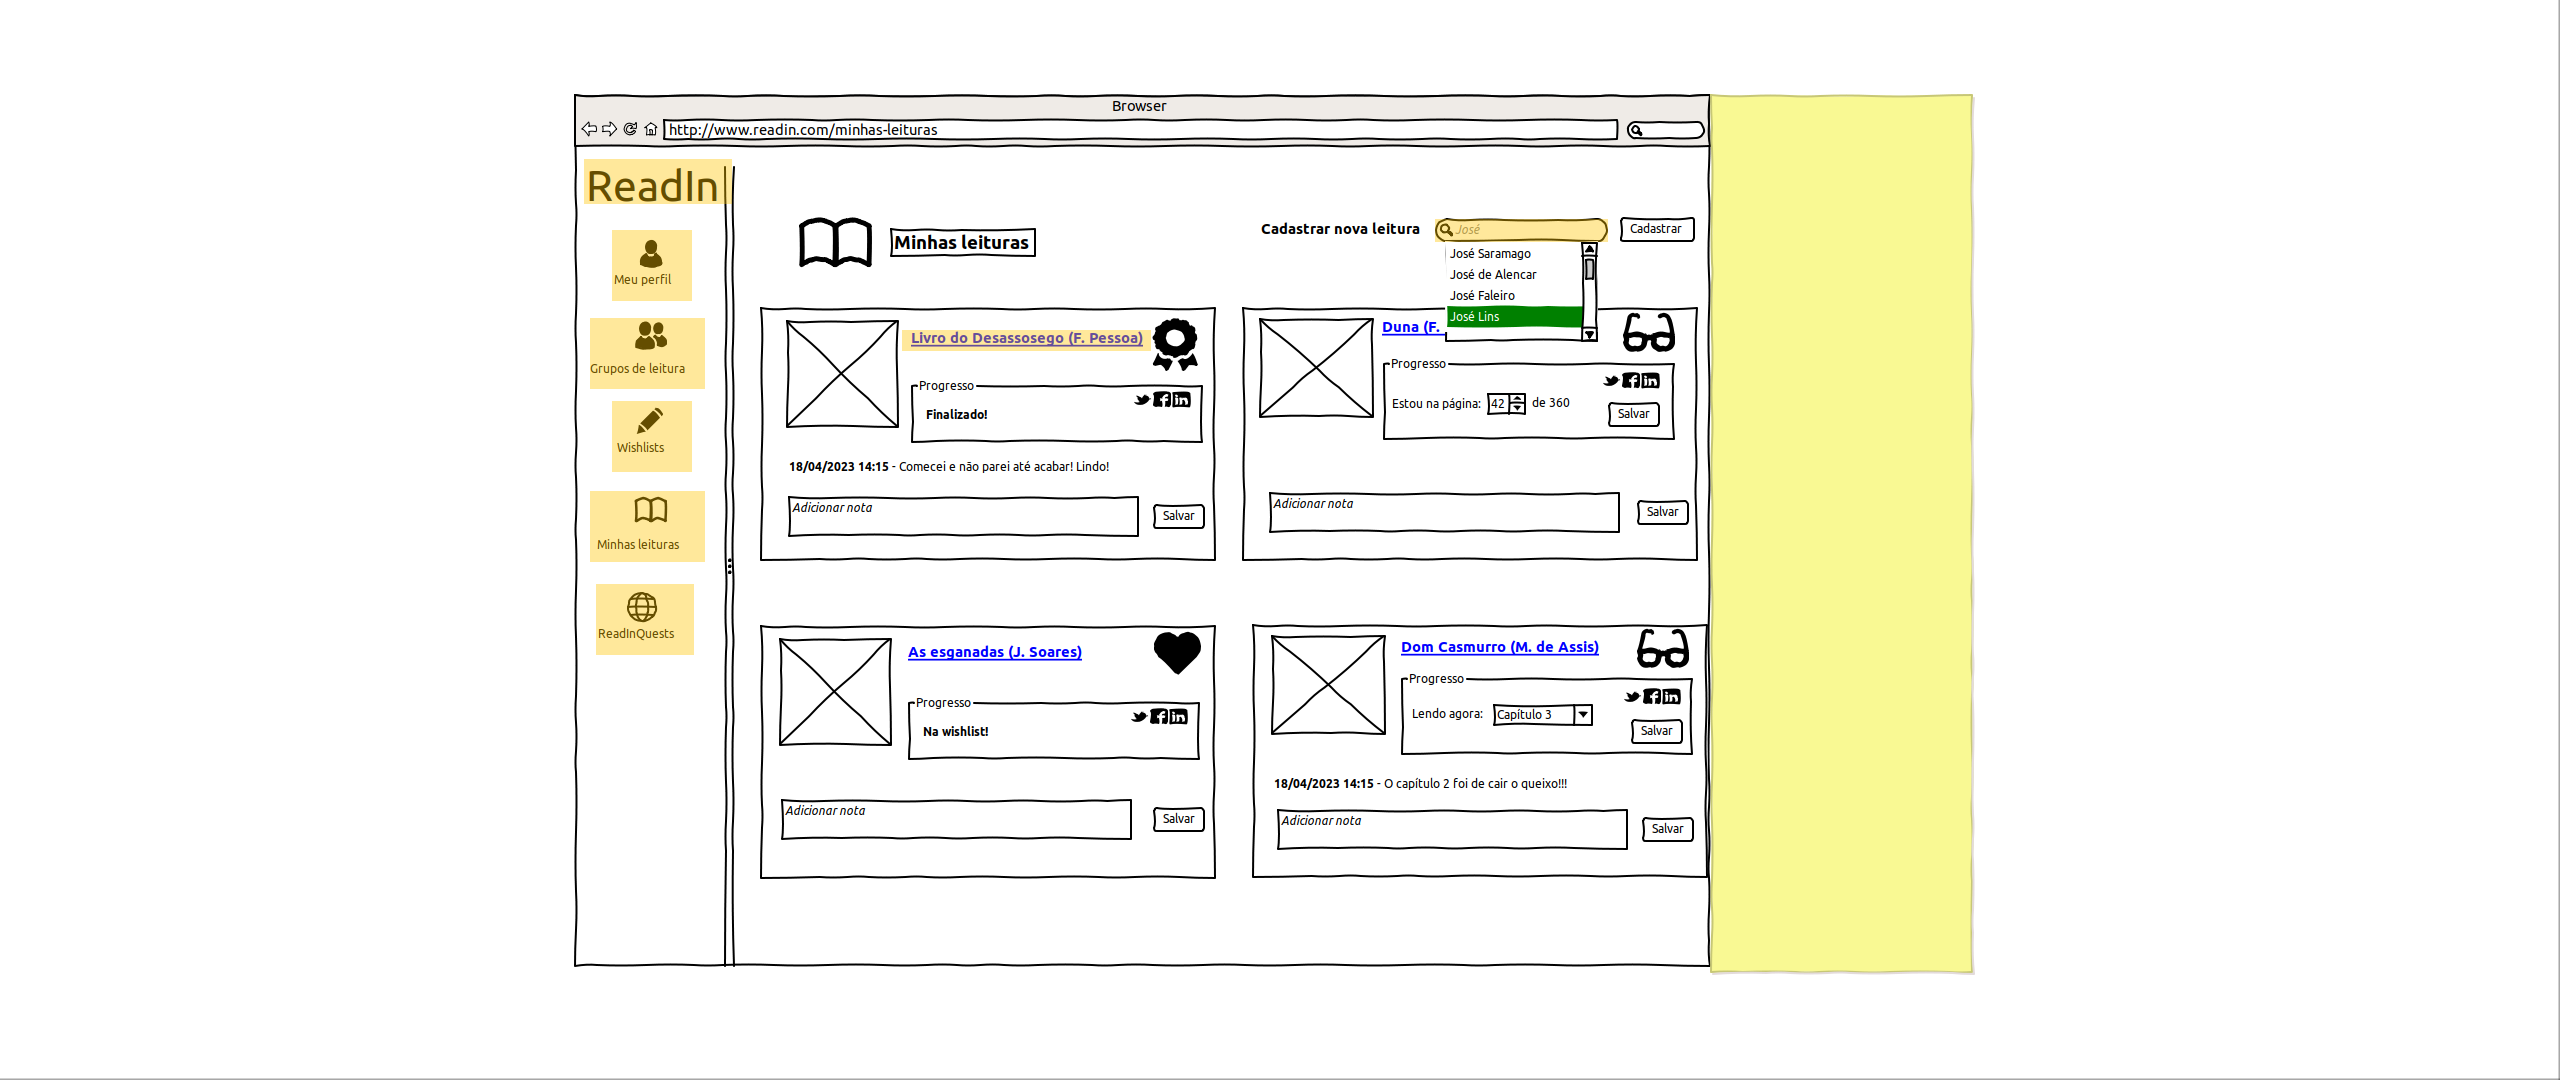 Browser
http://www.readin.com/minhas-leituras
ReadIn
Meu perfil
Grupos de leitura
Wishlists
Minhas leituras
ReadInQuests
Minhas leituras
Cadastrar nova leitura
José
Cadastrar
José Saramago
José de Alencar
José Faleiro
José Lins
Livro do Desassosego (F. Pessoa)
Progresso
Finalizado!
18/04/2023 14:15 - Comecei e não parei até acabar! Lindo!
Adicionar nota
Salvar
Duna (F.
Progresso
Estou na página: 42 de 360
Salvar
Adicionar nota
Salvar
As esganadas (J. Soares)
Progresso
Na wishlist!
Adicionar nota
Salvar
Dom Casmurro (M. de Assis)
Progresso
Lendo agora: Capítulo 3
Salvar
18/04/2023 14:15 - O capítulo 2 foi de cair o queixo!!!
Adicionar nota
Salvar